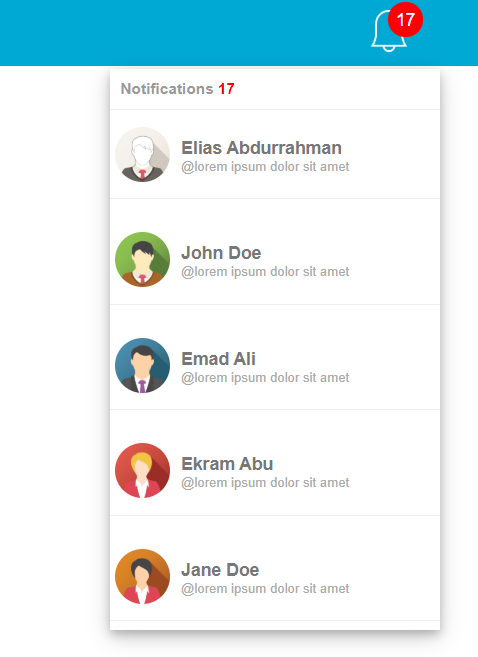 17
Notifications 17
Elias Abdurrahman
@lorem ipsum dolor sit amet
John Doe
@lorem ipsum dolor sit amet
Emad Ali
@lorem ipsum dolor sit amet
Ekram Abu
@lorem ipsum dolor sit amet
Jane Doe
@lorem ipsum dolor sit amet